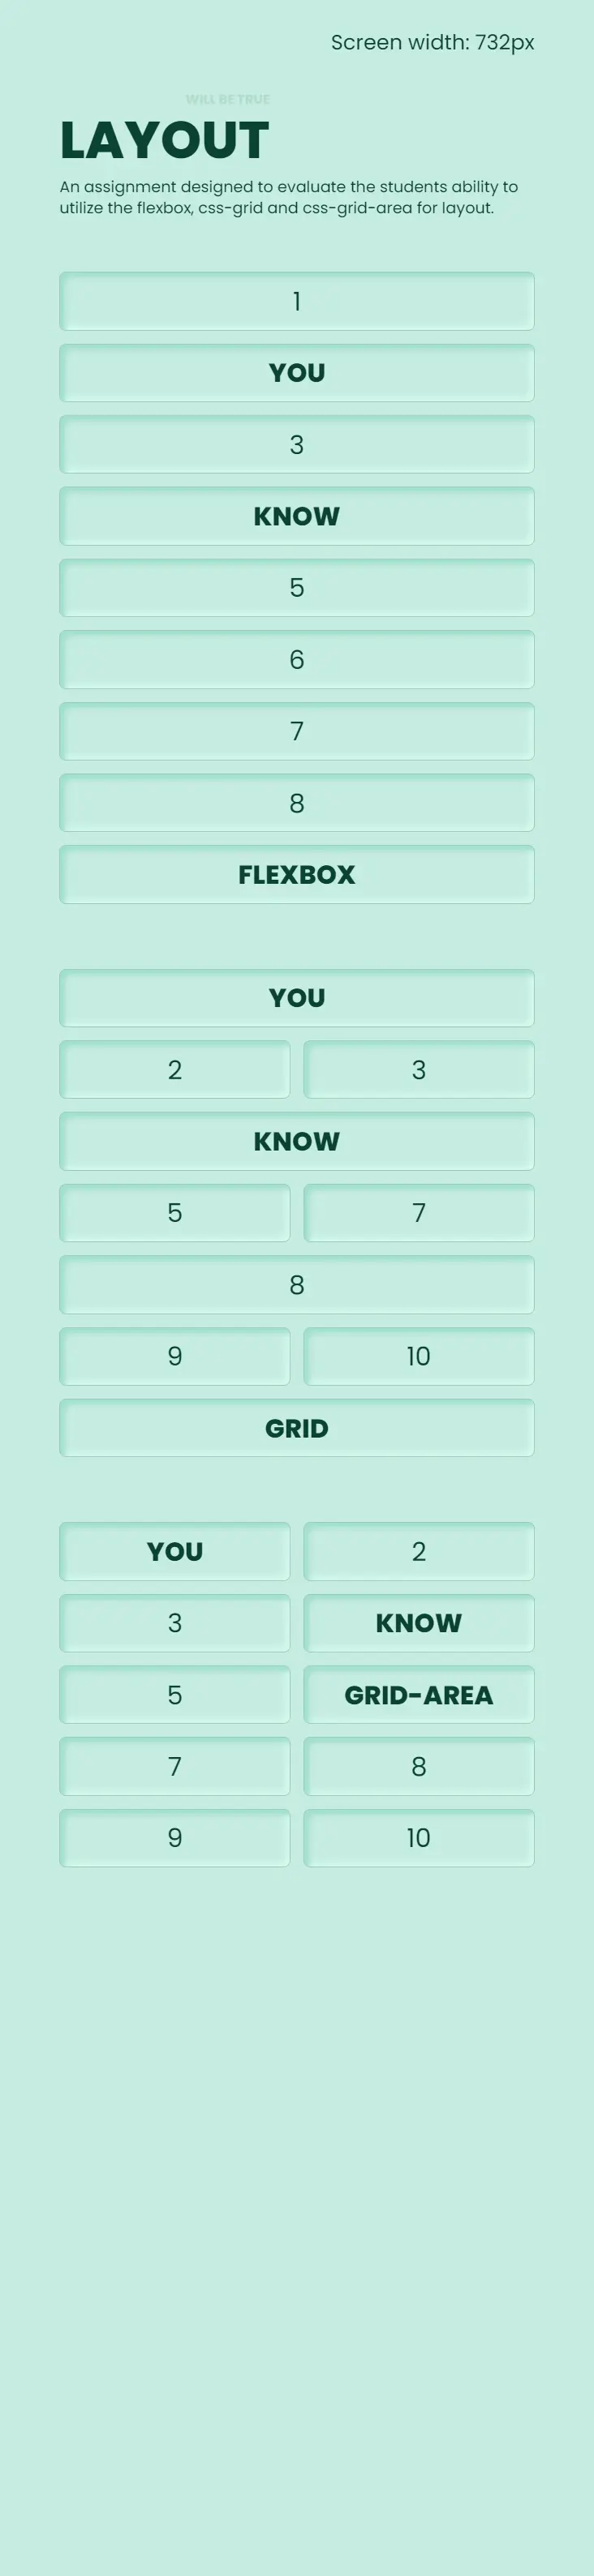 Screen width: 732px
WILL BE TRUE
LAYOUT
An assignment designed to evaluate the students ability to
utilize the flexbox, css-grid and css-grid-area for layout.
1
YOU
3
KNOW
5
6
7
8
FLEXBOX
YOU
2 3
KNOW
5 7
8
9 10
GRID
YOU 2
3 KNOW
5 GRID-AREA
7 8
9 10